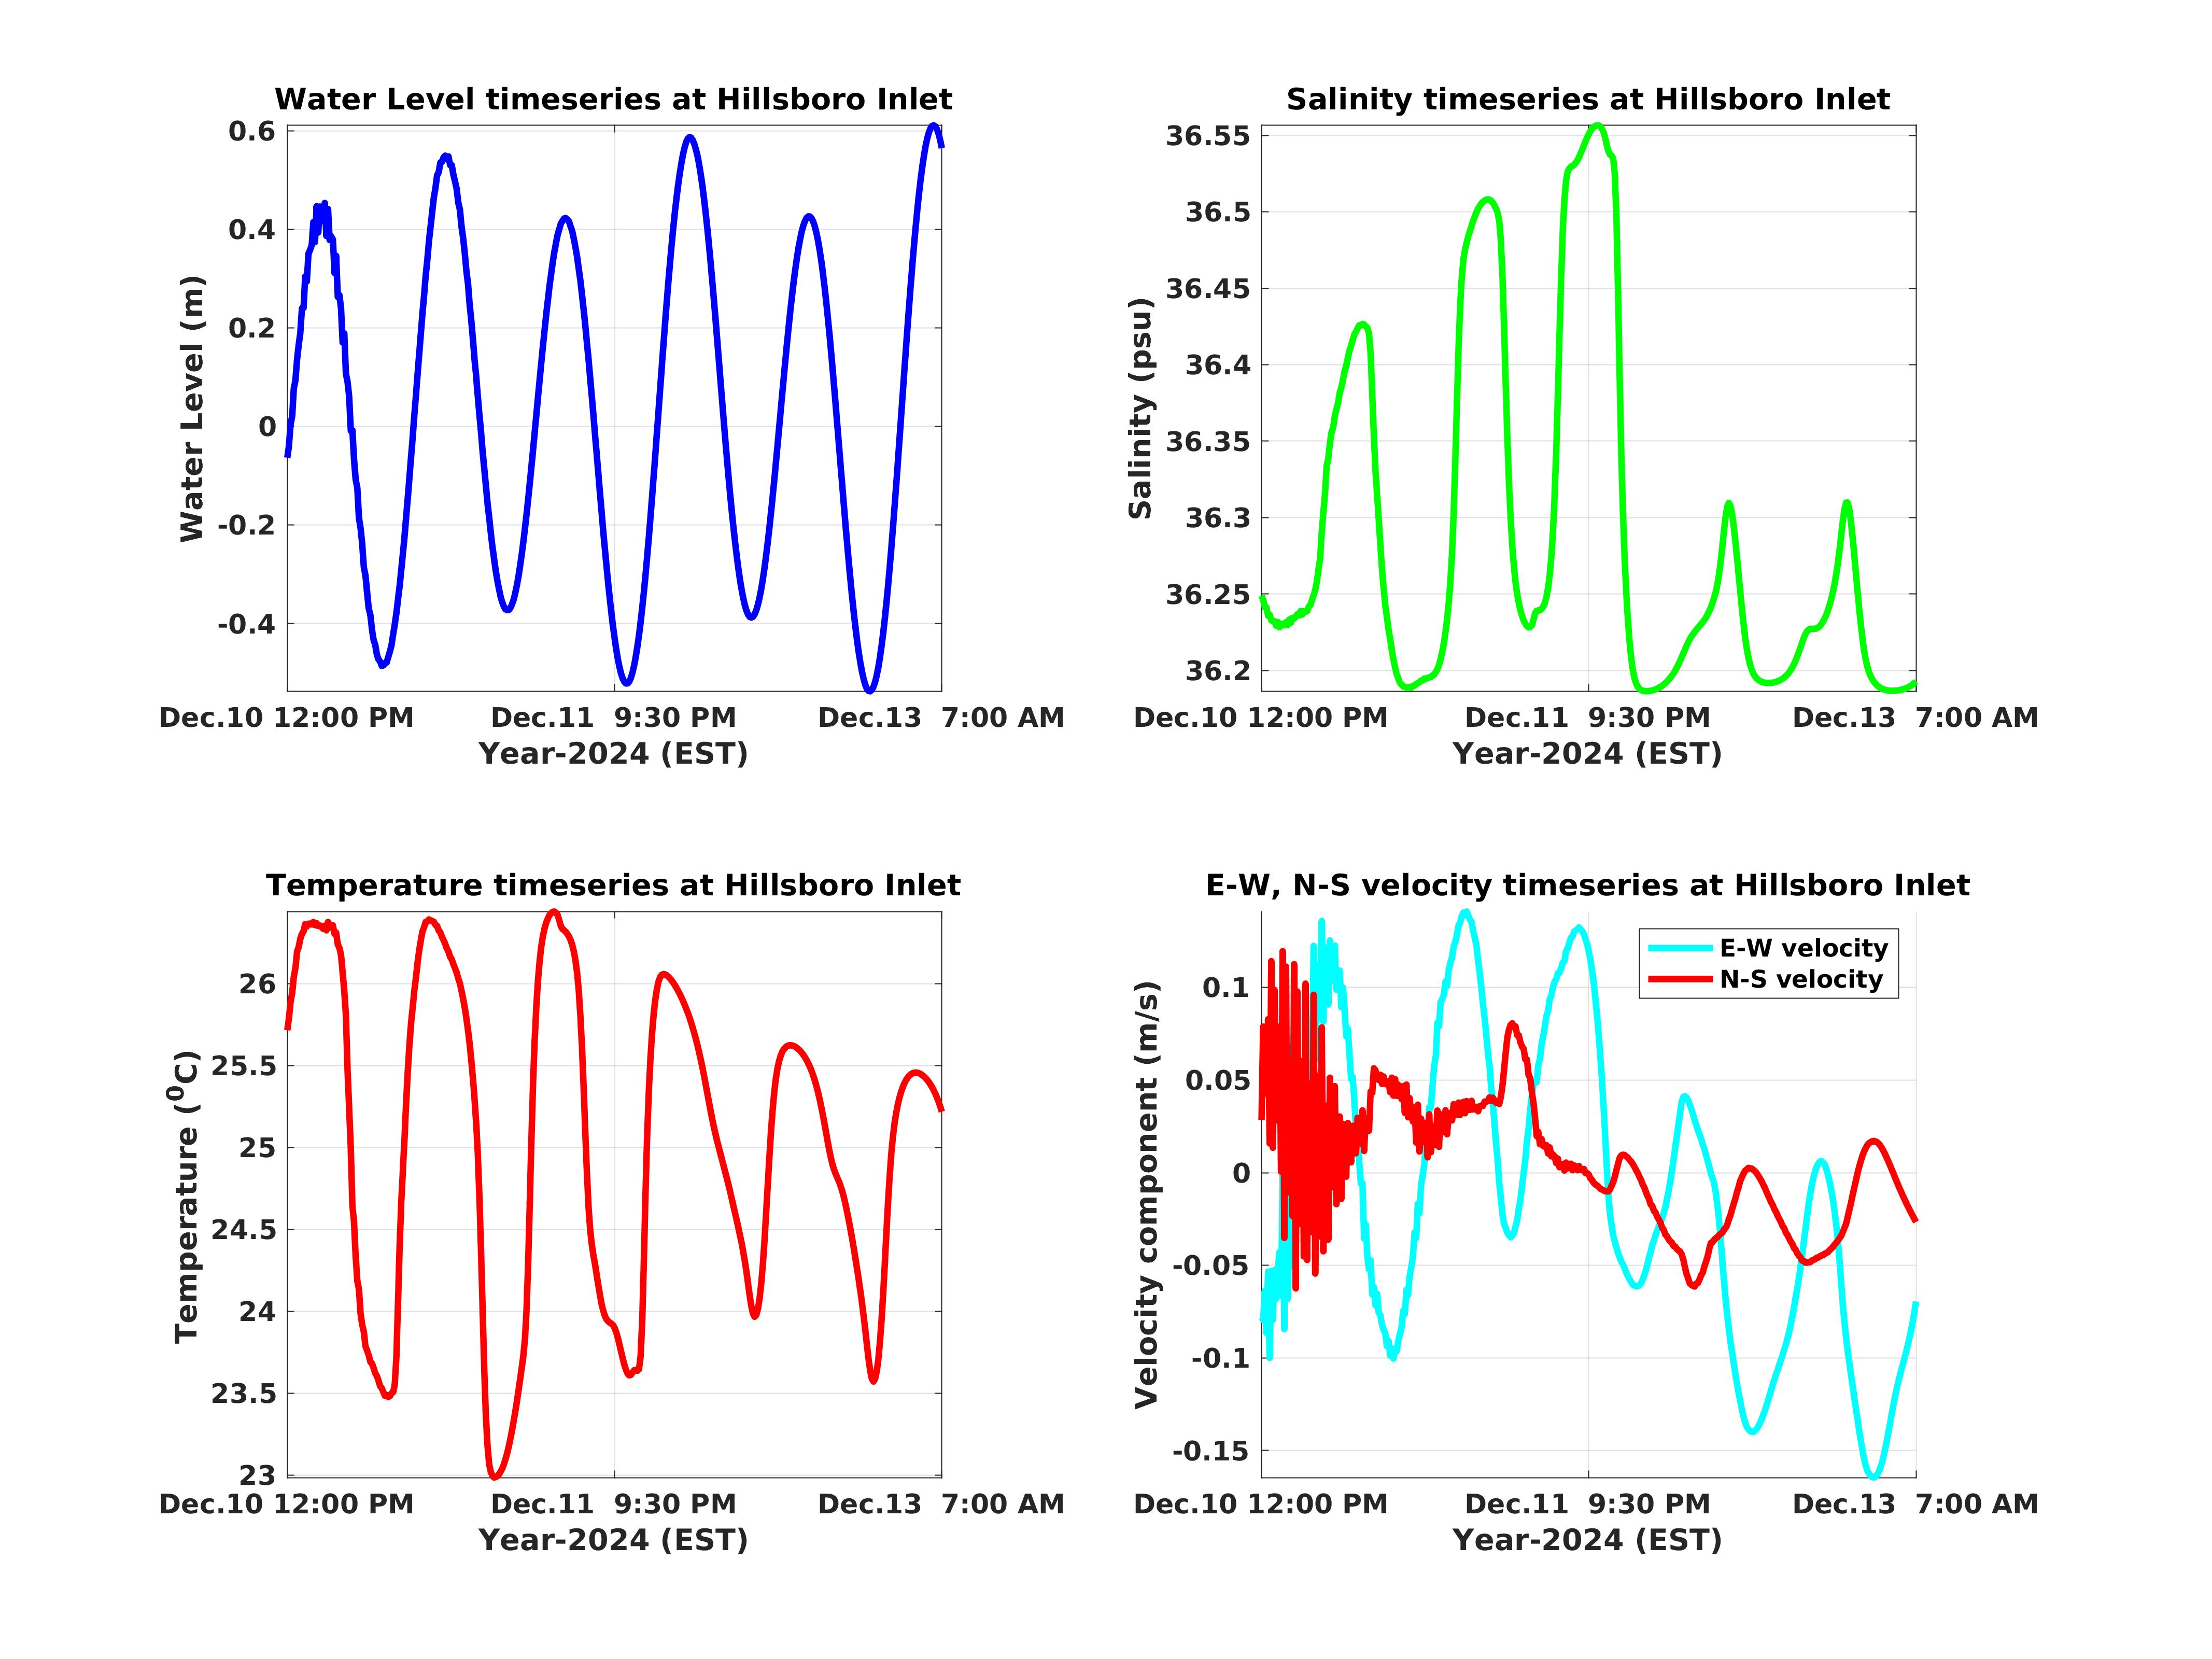 Water Level timeseries at Hillsboro Inlet
Water Level (m)
0.6
0.4
0.2
0
-0.2
-0.4
Dec.10 12:00 PM
Dec.11 9:30 PM
Dec.13 7:00 AM
Year-2024 (EST)
Salinity timeseries at Hillsboro Inlet
Salinity (psu)
36.55
36.5
36.45
36.4
36.35
36.3
36.25
36.2
Dec.10 12:00 PM
Dec.11 9:30 PM
Dec.13 7:00 AM
Year-2024 (EST)
Temperature timeseries at Hillsboro Inlet
Temperature (⁰C)
26
25.5
25
24.5
24
23.5
23
Dec.10 12:00 PM
Dec.11 9:30 PM
Dec.13 7:00 AM
Year-2024 (EST)
E-W, N-S velocity timeseries at Hillsboro Inlet
Velocity component (m/s)
E-W velocity
N-S velocity
0.1
0.05
0
-0.05
-0.1
-0.15
Dec.10 12:00 PM
Dec.11 9:30 PM
Dec.13 7:00 AM
Year-2024 (EST)